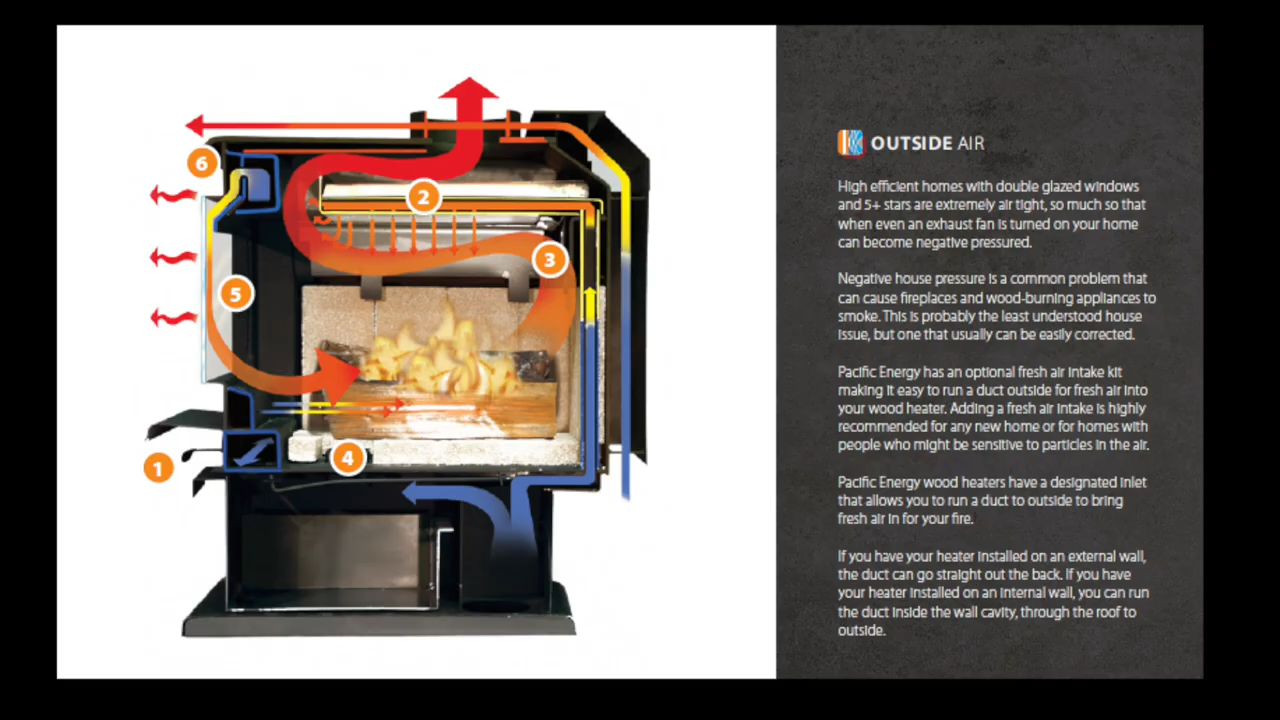 6
2
3
5
4
1
OUTSIDE AIR
High efficient homes with double glazed windows
and 5+ stars are extremely air tight, so much so that
when even an exhaust fan is turned on your home
can become negative pressured.
Negative house pressure is a common problem that
can cause fireplaces and wood-burning appliances to
smoke. This is probably the least understood house
issue, but one that usually can be easily corrected.
Pacific Energy has an optional fresh air intake kit
making it easy to run a duct outside for fresh air into
your wood heater. Adding a fresh air intake is highly
recommended for any new home or for homes with
people who might be sensitive to particles in the air.
Pacific Energy wood heaters have a designated inlet
that allows you to run a duct to outside to bring
fresh air in for your fire.
If you have your heater installed on an external wall,
the duct can go straight out the back. If you have
your heater installed on an internal wall, you can run
the duct inside the wall cavity, through the roof to
outside.